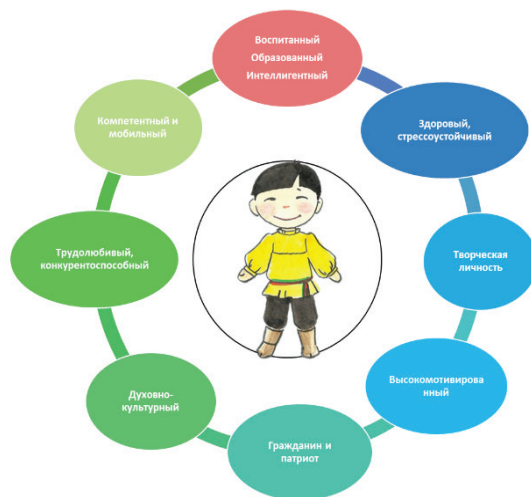 Воспитанный
Образованный
Интеллигентный
Здоровый,
стрессоустойчивый
Творческая
личность
Высокомотивирова
нный
Гражданин и
патриот
Духовно-
культурный
Трудолюбивый,
конкурентоспособный
Компетентный и
мобильный